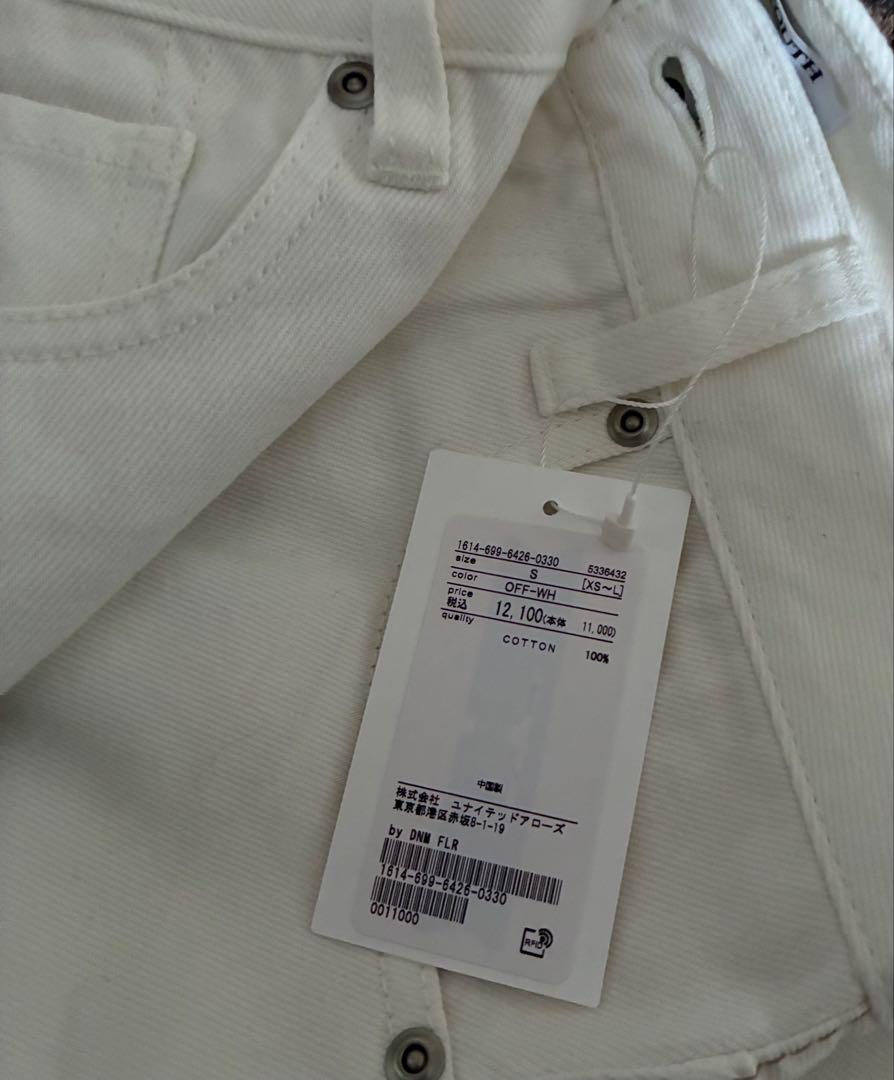 OUTH
1614-699-6426-0330
5336432
size S [XS~L]
color OFF-WH
price
税込 12,100(本体 11,000)
quality
COTTON 100%
中国製
株式会社 ユナイテッドアローズ
東京都港区赤坂8-1-19
by DNM FLR
1614-699-6426-0330
0011000
RFID